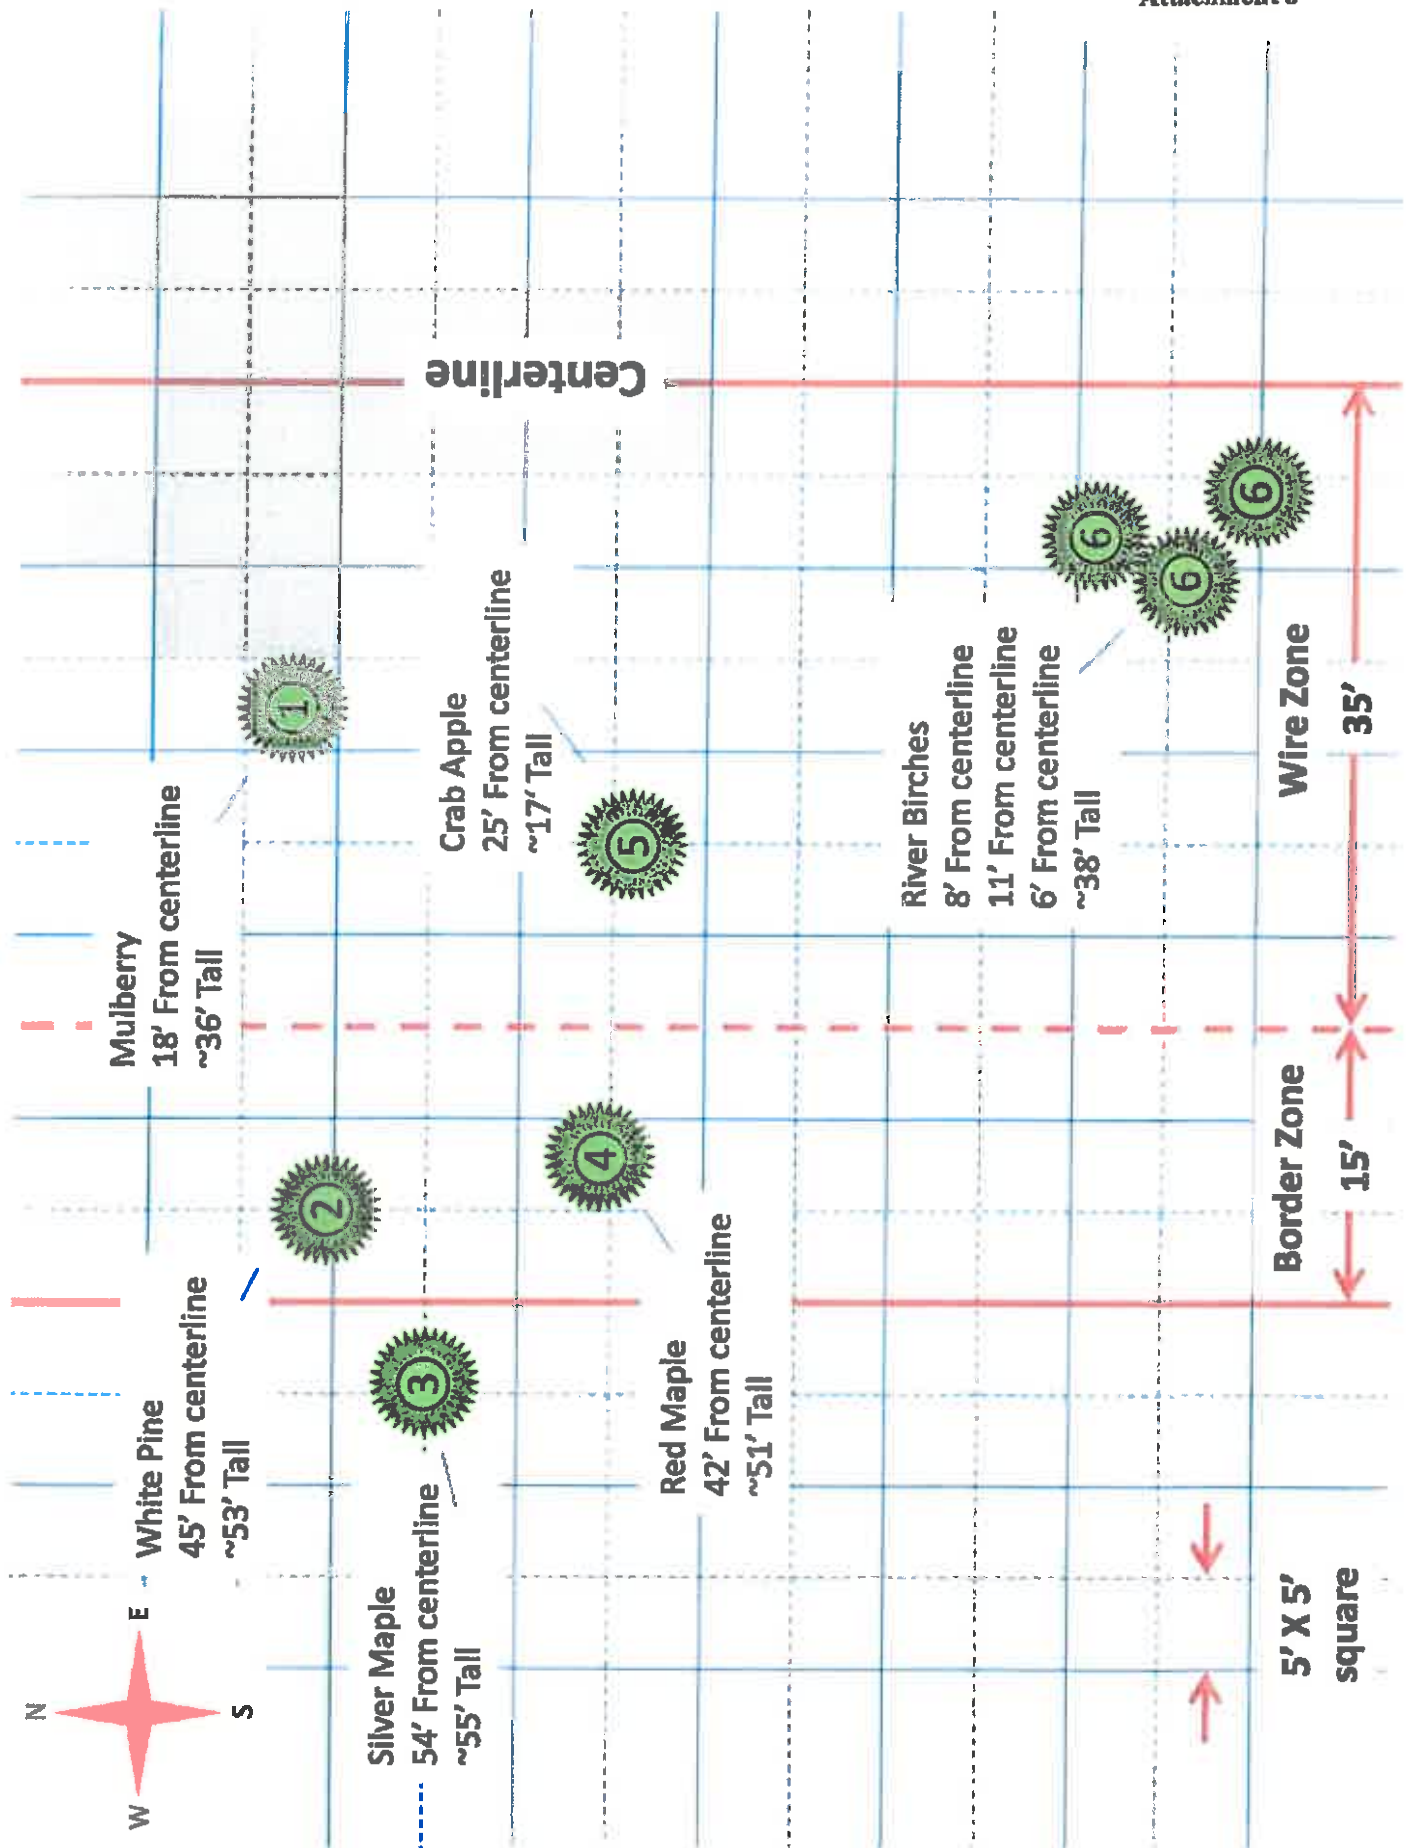 Attachment 8
N
E
S
W
White Pine
45' From centerline
~53' Tall
Mulberry
18' From centerline
~36' Tall
Silver Maple
54' From centerline
~55' Tall
Crab Apple
25' From centerline
~17' Tall
Red Maple
42' From centerline
~51' Tall
River Birches
8' From centerline
11' From centerline
6' From centerline
~38' Tall
Centerline
1
2
3
4
5
6
6
6
5' X 5'
square
Border Zone
15'
Wire Zone
35'